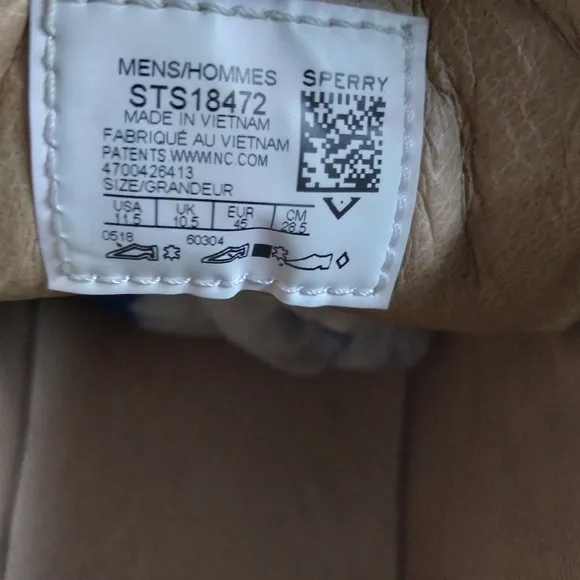 MENS/HOMMES SPERRY
STS18472
MADE IN VIETNAM
FABRIQUÉ AU VIETNAM
PATENTS WWWINC.COM
4700426413
SIZE/GRANDEUR
USA UK EUR CM
11.5 10.5 45 28.5
0518 60304